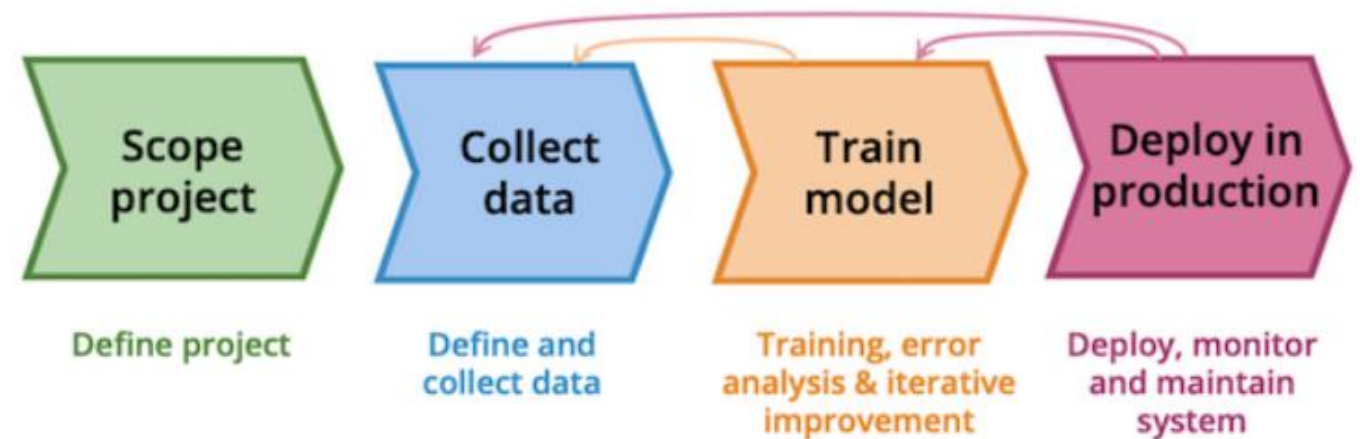 Scope
project
Collect
data
Train
model
Deploy in
production
Define project
Define and
collect data
Training, error
analysis & iterative
improvement
Deploy, monitor
and maintain
system